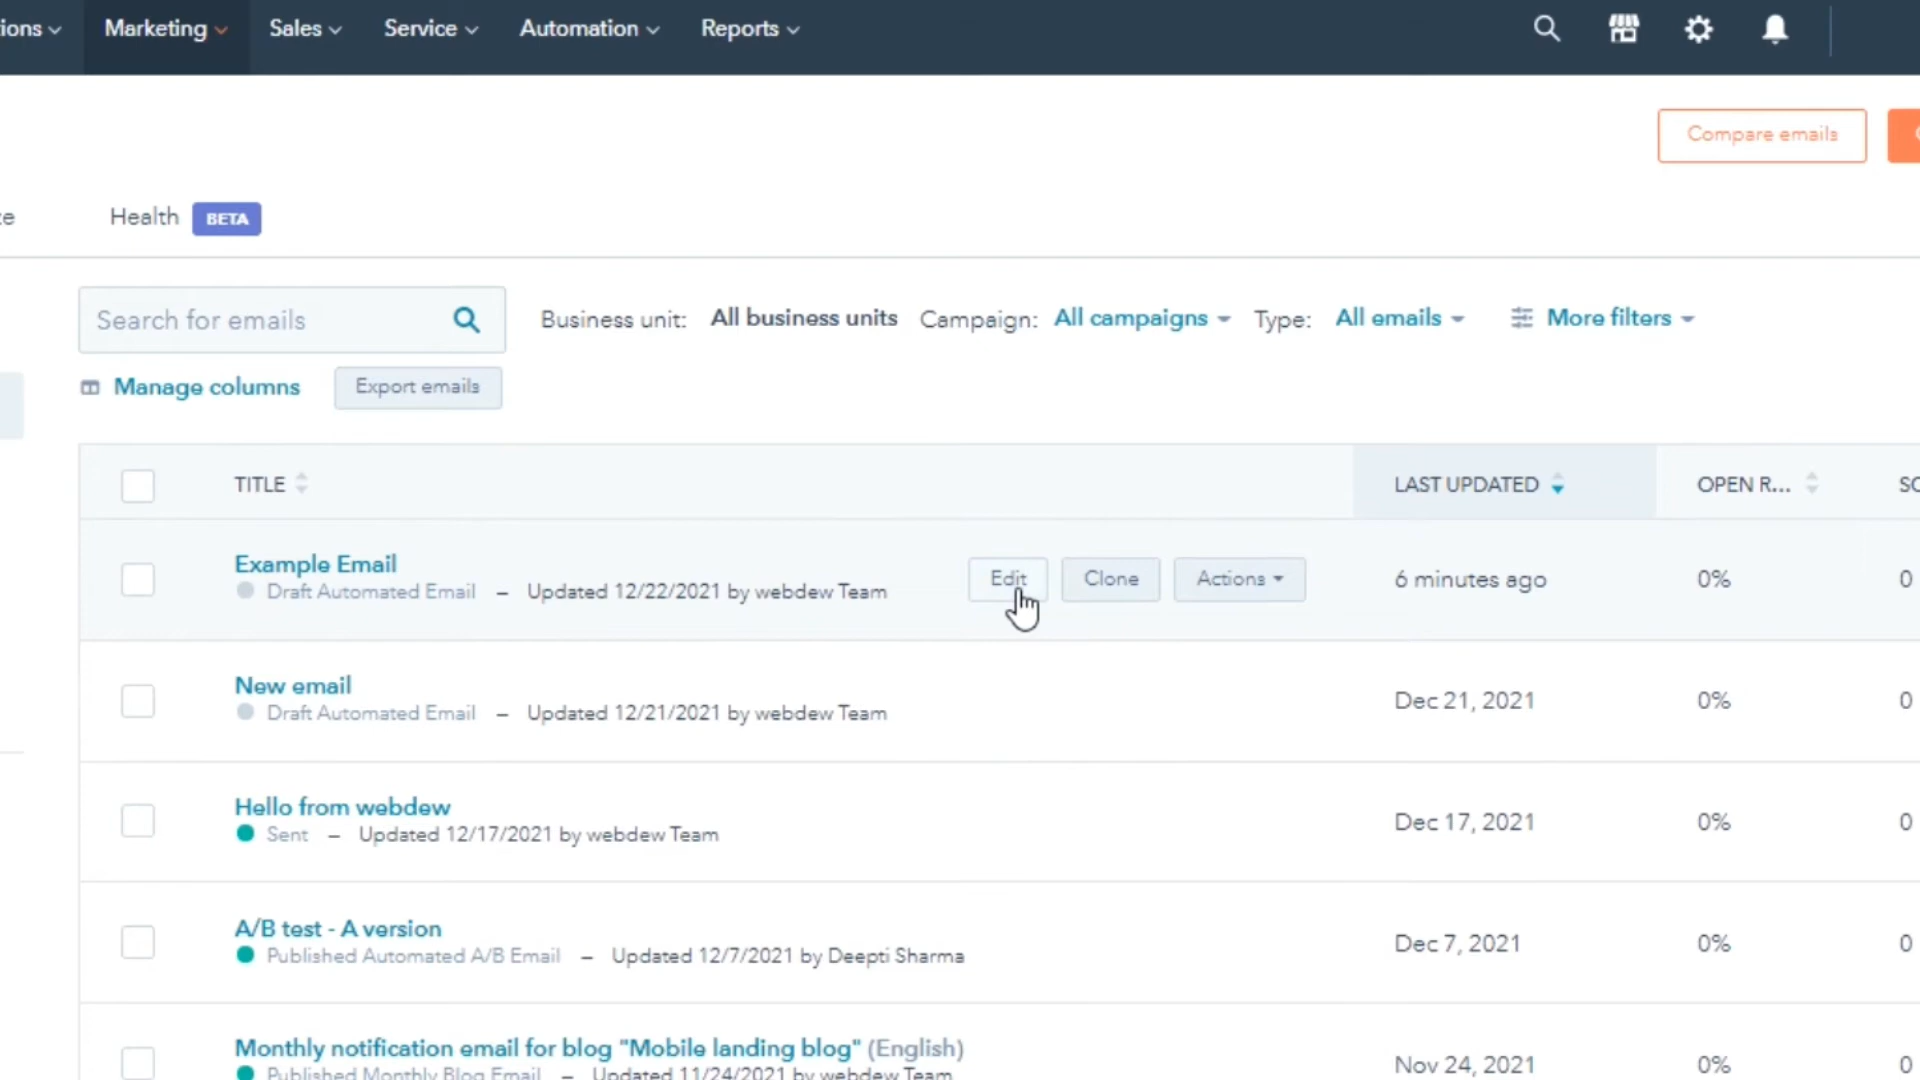 Marketing Sales Service Automation Reports
Compare emails
Health BETA
Search for emails Business unit: All business units Campaign: All campaigns Type: All emails More filters
Manage columns Export emails
TITLE LAST UPDATED OPEN R...
Example Email
Draft Automated Email – Updated 12/22/2021 by webdew Team Edit Clone Actions 6 minutes ago 0% 0
New email
Draft Automated Email – Updated 12/21/2021 by webdew Team Dec 21, 2021 0% 0
Hello from webdew
Sent – Updated 12/17/2021 by webdew Team Dec 17, 2021 0% 0
A/B test - A version
Published Automated A/B Email – Updated 12/7/2021 by Deepti Sharma Dec 7, 2021 0% 0
Monthly notification email for blog "Mobile landing blog" (English)
Published Monthly Blog Email – Updated 11/24/2021 by webdew Team Nov 24, 2021 0% 0